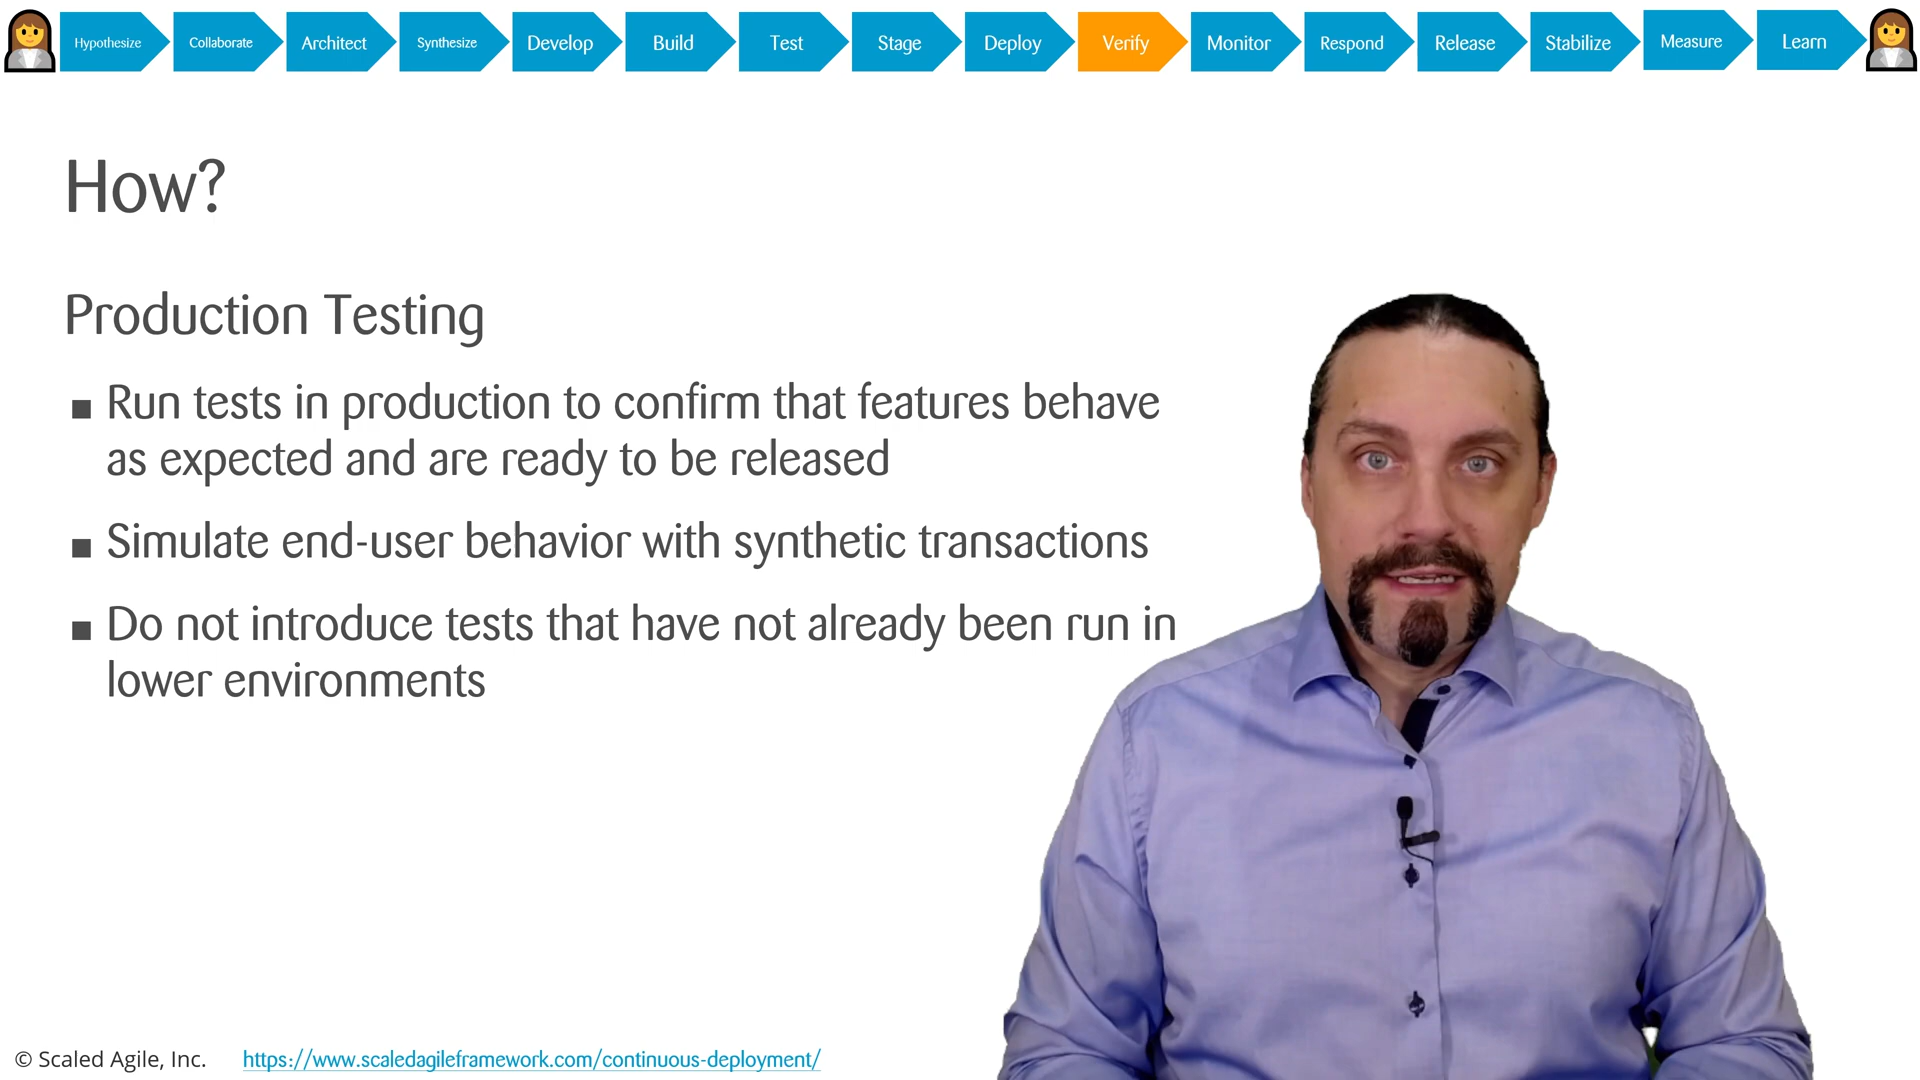 Hypothesize Collaborate Architect Synthesize Develop Build Test Stage Deploy Verify Monitor Respond Release Stabilize Measure Learn
How?
Production Testing
■ Run tests in production to confirm that features behave
as expected and are ready to be released
■ Simulate end-user behavior with synthetic transactions
■ Do not introduce tests that have not already been run in
lower environments
© Scaled Agile, Inc. https://www.scaledagileframework.com/continuous-deployment/